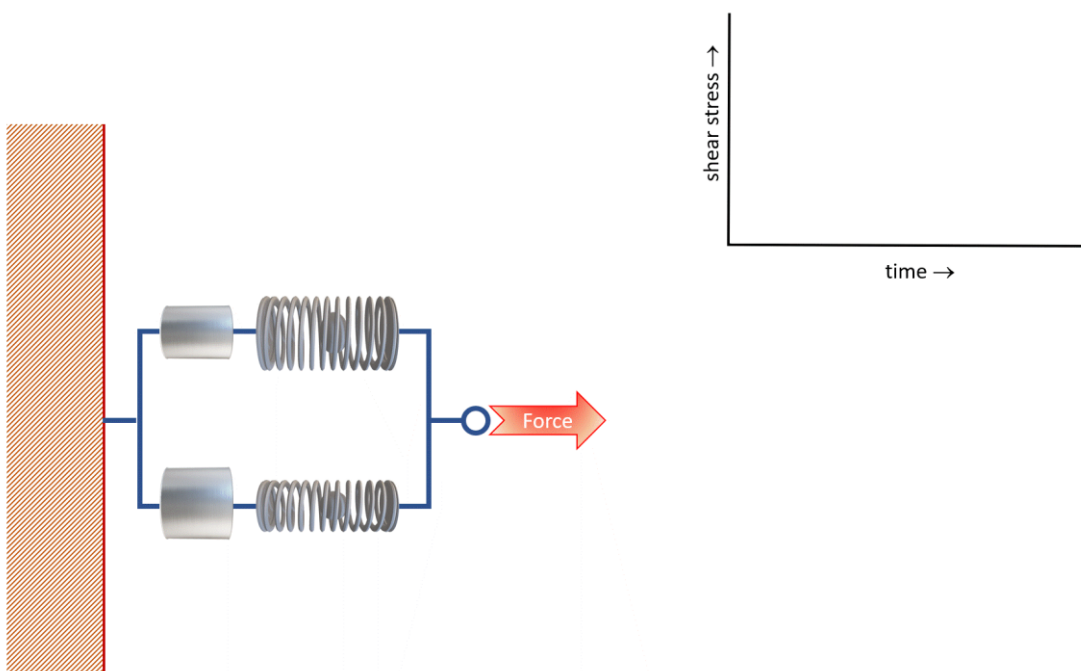 shear stress →
time →
Force